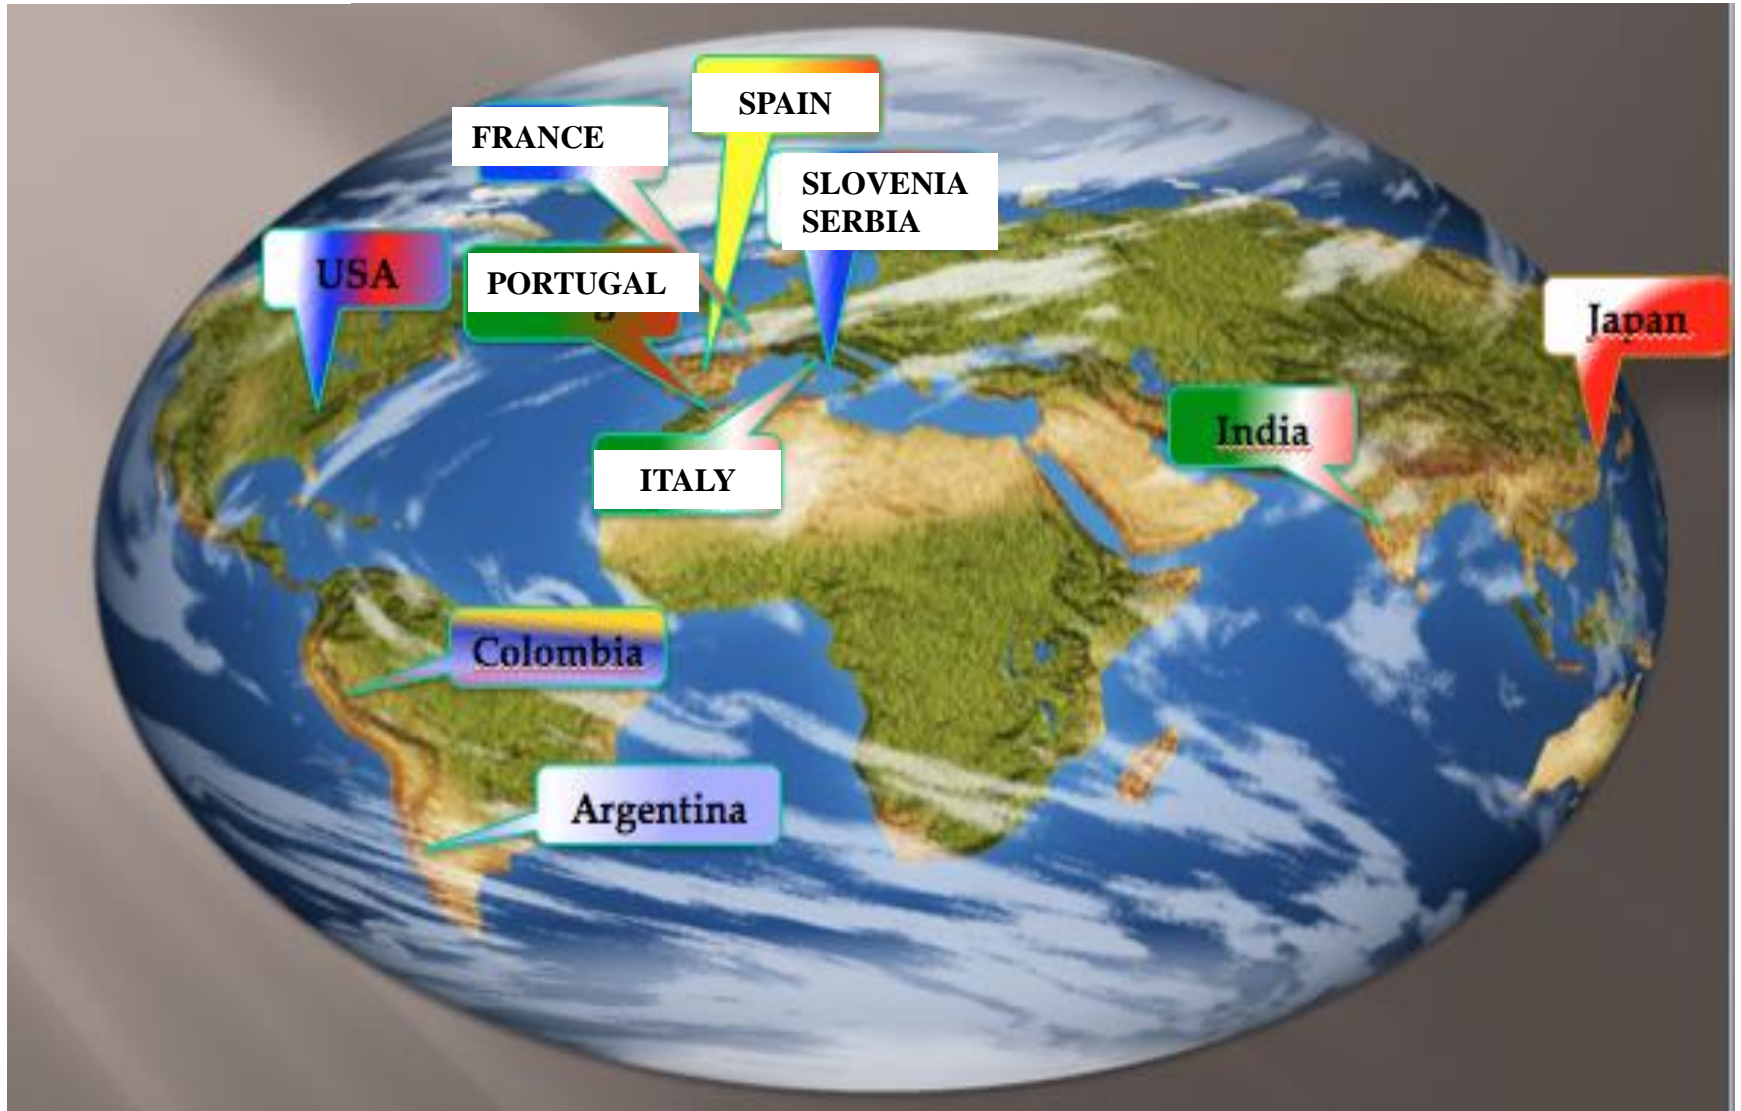 SPAIN
FRANCE
SLOVENIA
SERBIA
USA
PORTUGAL
Japan
India
ITALY
Colombia
Argentina